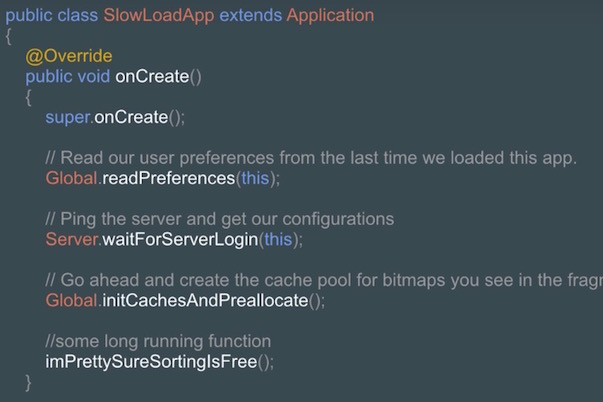 public class SlowLoadApp extends Application
{
@Override
public void onCreate()
{
super.onCreate();
// Read our user preferences from the last time we loaded this app.
Global.readPreferences(this);
// Ping the server and get our configurations
Server.waitForServerLogin(this);
// Go ahead and create the cache pool for bitmaps you see in the
Global.initCachesAndPreallocate();
//some long running function
imPrettySureSortingIsFree();
}